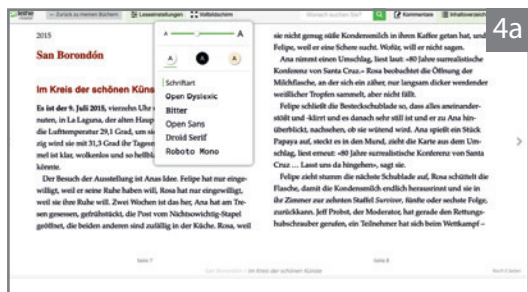 eihe
← Zurück zu meinen Büchern
Leseeinstellungen
Vollbildschirm
Wonach suchen Sie?
Kommentare
Inhaltsverzeich
4a
2015
San Borondón
Im Kreis der schönen Küns
Es ist der 9. Juli 2015, vierzehn Uhr
nuten, in La Laguna, der alten Haup
die Lufttemperatur 29,1 Grad, um si
zig wird sie mit 31,3 Grad ihr Tages
mel ist klar, wolkenlos und so hellbl
könnte.
Der Besuch der Ausstellung ist Anas Idee. Felipe hat nur einge-
willigt, weil er seine Ruhe haben will, Rosa hat nur eingewilligt,
weil sie ihre Ruhe will. Zwei Wochen ist das her, Ana hat am Tre-
sen gesessen, gefrühstückt, die Post vom Nichtsowichtig-Stapel
geöffnet, die beiden anderen sind zufällig in der Küche. Rosa, weil
Seite 7
A
A
A
A
A
Schriftart
Open Dyslexic
Bitter
Open Sans
Droid Serif
Roboto Mono
sie nicht genug süße Kondensmilch in ihrem Kaffee getan hat, und
Felipe, weil er eine Schere sucht. Wofür, will er nicht sagen.
Ana nimmt einen Umschlag, liest laut: «80 Jahre surrealistische
Konferenz von Santa Cruz.» Rosa beobachtet die Öffnung der
Milchflasche, an der sich ein zäher, nur langsam dicker werdender
weißlicher Tropfen sammelt, aber nicht fällt.
Felipe schließt die Besteckschublade so, dass alles aneinander-
stößt und -klirrt und es danach sehr still ist und er zu Ana hin-
überblickt, nachsehen, ob sie wütend wird. Ana spießt ein Stück
Papaya auf, steckt es in den Mund, zieht die Karte aus dem Um-
schlag, liest erneut: «80 Jahre surrealistische Konferenz von Santa
Cruz … Lasst uns da hingehen», sagt sie.
Felipe zieht stumm die nächste Schublade auf, Rosa schüttelt die
Flasche, damit die Kondensmilch endlich herausrinnt und sie in
ihr Zimmer zur zehnten Staffel Survivor, fünfte oder sechste Folge,
zurückkann. Jeff Probst, der Moderator, hat gerade den Rettungs-
hubschrauber gerufen, ein Teilnehmer hat sich beim Wettkampf –
Seite 8
San Borondón – Im Kreis der schönen Künste
Noch 5 Seiten